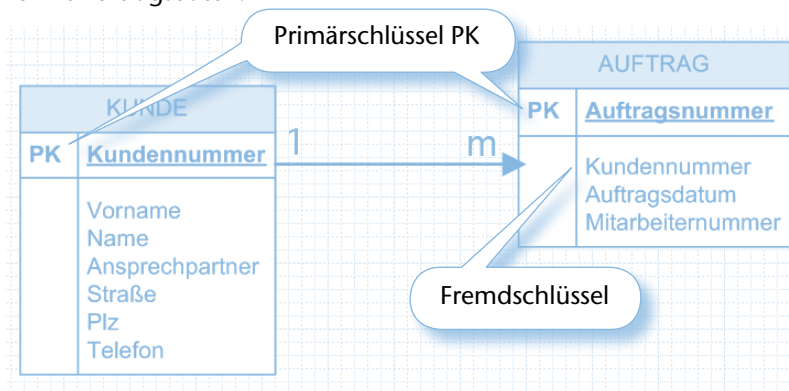 Primärschlüssel PK
AUFTRAG
PK Auftragsnummer
Kundennummer
Auftragsdatum
Mitarbeiternummer
KUNDE
PK Kundennummer
Vorname
Name
Ansprechpartner
Straße
Plz
Telefon
1
m
Fremdschlüssel